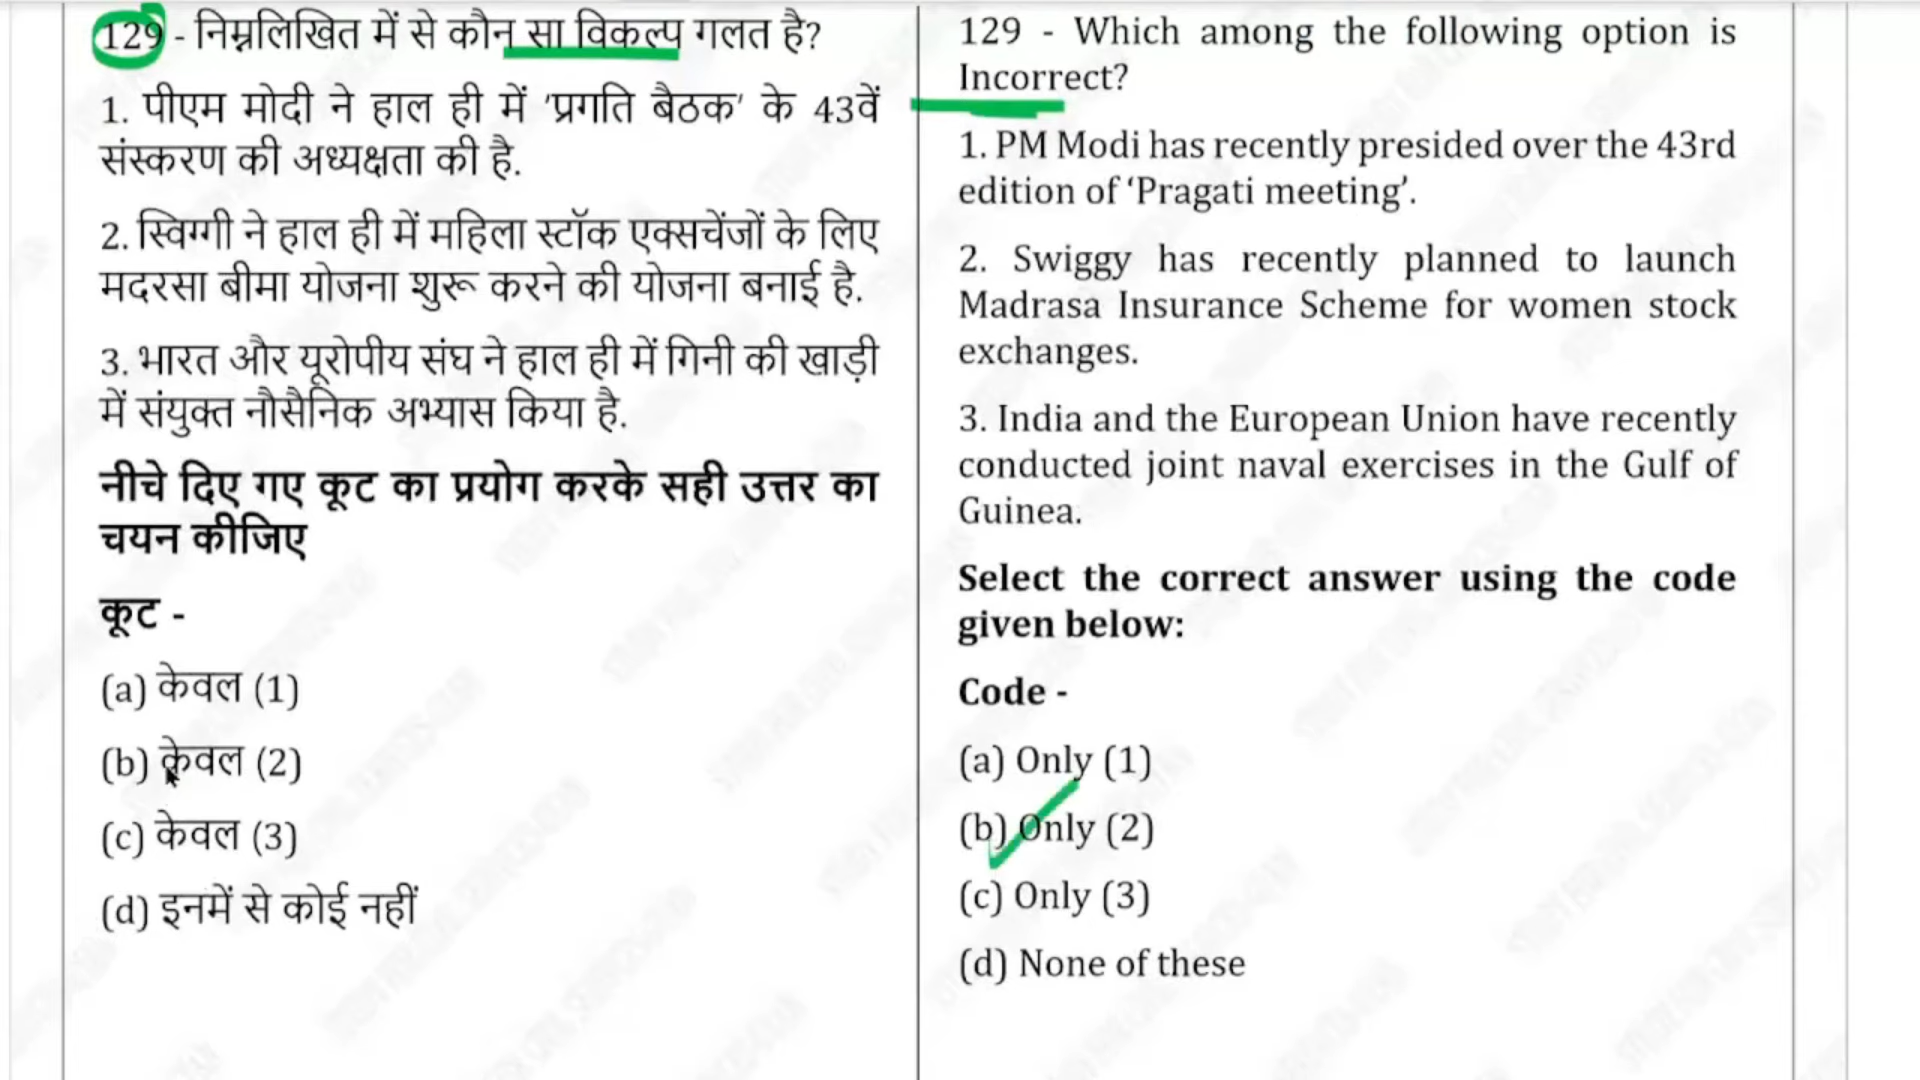 129 - निम्नलिखित में से कौन सा विकल्प गलत है?
1. पीएम मोदी ने हाल ही में 'प्रगति बैठक' के 43वें
संस्करण की अध्यक्षता की है.
2. स्विग्गी ने हाल ही में महिला स्टॉक एक्सचेंजों के लिए
मदरसा बीमा योजना शुरू करने की योजना बनाई है.
3. भारत और यूरोपीय संघ ने हाल ही में गिनी की खाड़ी
में संयुक्त नौसैनिक अभ्यास किया है.
नीचे दिए गए कूट का प्रयोग करके सही उत्तर का
चयन कीजिए
कूट -
(a) केवल (1)
(b) केवल (2)
(c) केवल (3)
(d) इनमें से कोई नहीं
129 - Which among the following option is
Incorrect?
1. PM Modi has recently presided over the 43rd
edition of ‘Pragati meeting’.
2. Swiggy has recently planned to launch
Madrasa Insurance Scheme for women stock
exchanges.
3. India and the European Union have recently
conducted joint naval exercises in the Gulf of
Guinea.
Select the correct answer using the code
given below:
Code -
(a) Only (1)
(b) Only (2)
(c) Only (3)
(d) None of these